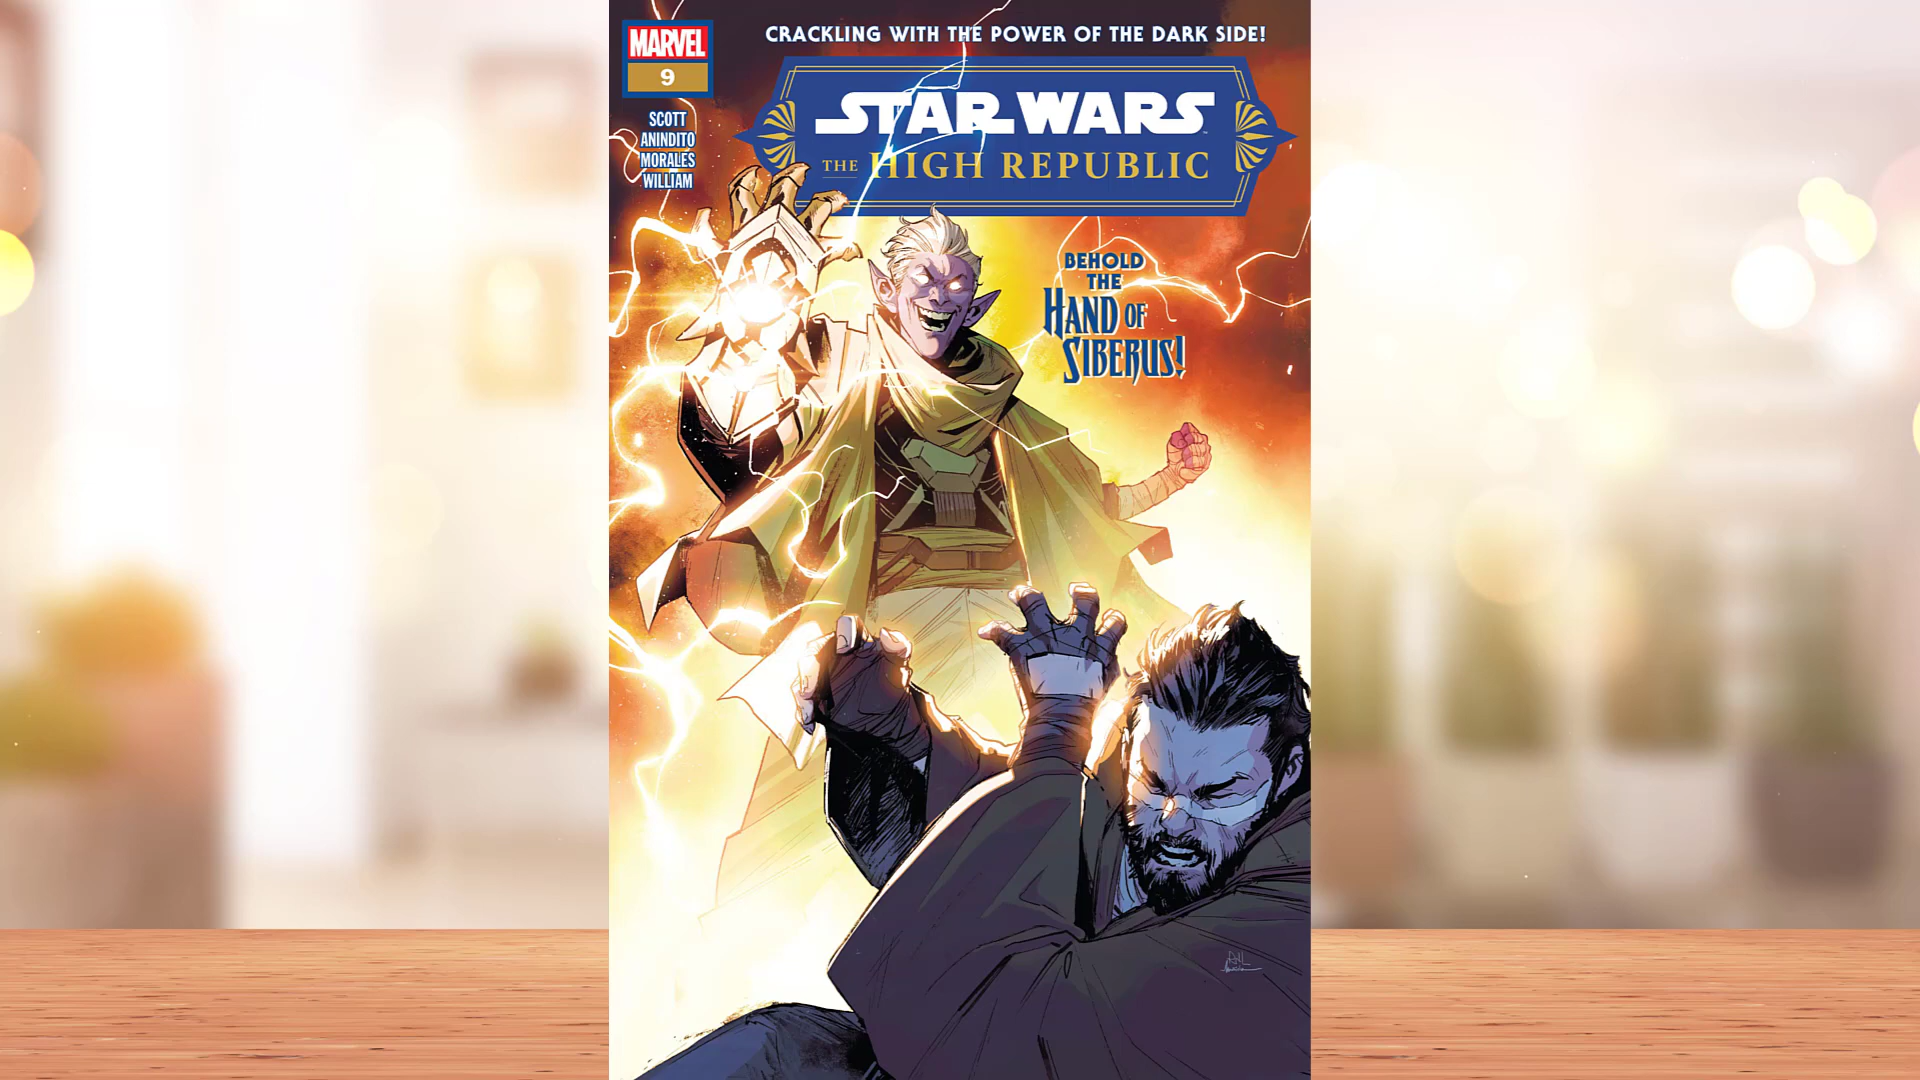 CRACKLING WITH THE POWER OF THE DARK SIDE!
MARVEL
9
SCOTT
ANINDITO
MORALES
WILLIAM
STAR WARS
THE HIGH REPUBLIC
BEHOLD
THE
HAND OF
SIBERUS!